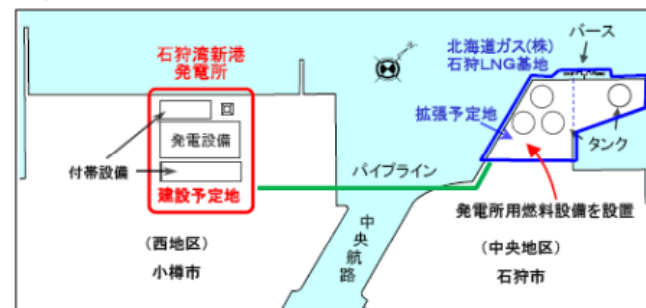 石狩湾新港
発電所
発電設備
付帯設備
建設予定地
(西地区)
小樽市
パイプライン
中央航路
北海道ガス(株)
石狩LNG基地
バース
拡張予定地
タンク
発電所用燃料設備を設置
(中央地区)
石狩市